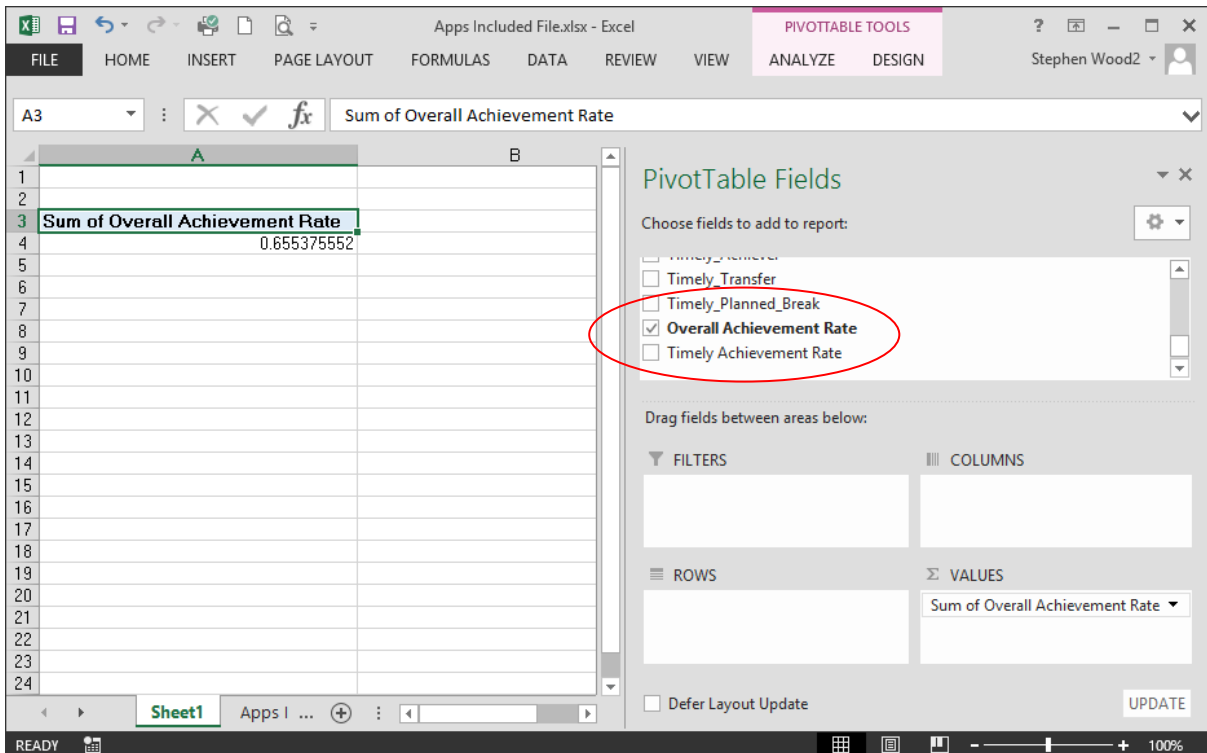 Apps Included File.xlsx - Excel
PIVOTTABLE TOOLS
?
FILE HOME INSERT PAGE LAYOUT FORMULAS DATA REVIEW VIEW ANALYZE DESIGN Stephen Wood2
A3 fx Sum of Overall Achievement Rate
A B
1
2
3 Sum of Overall Achievement Rate
4 0.655375552
5
6
7
8
9
10
11
12
13
14
15
16
17
18
19
20
21
22
23
24
PivotTable Fields
Choose fields to add to report:
Timely_Achiever
Timely_Transfer
Timely_Planned_Break
Overall Achievement Rate
Timely Achievement Rate
Drag fields between areas below:
FILTERS
COLUMNS
ROWS
Σ VALUES
Sum of Overall Achievement Rate
Defer Layout Update
UPDATE
Sheet1 Apps I ...
READY
100%